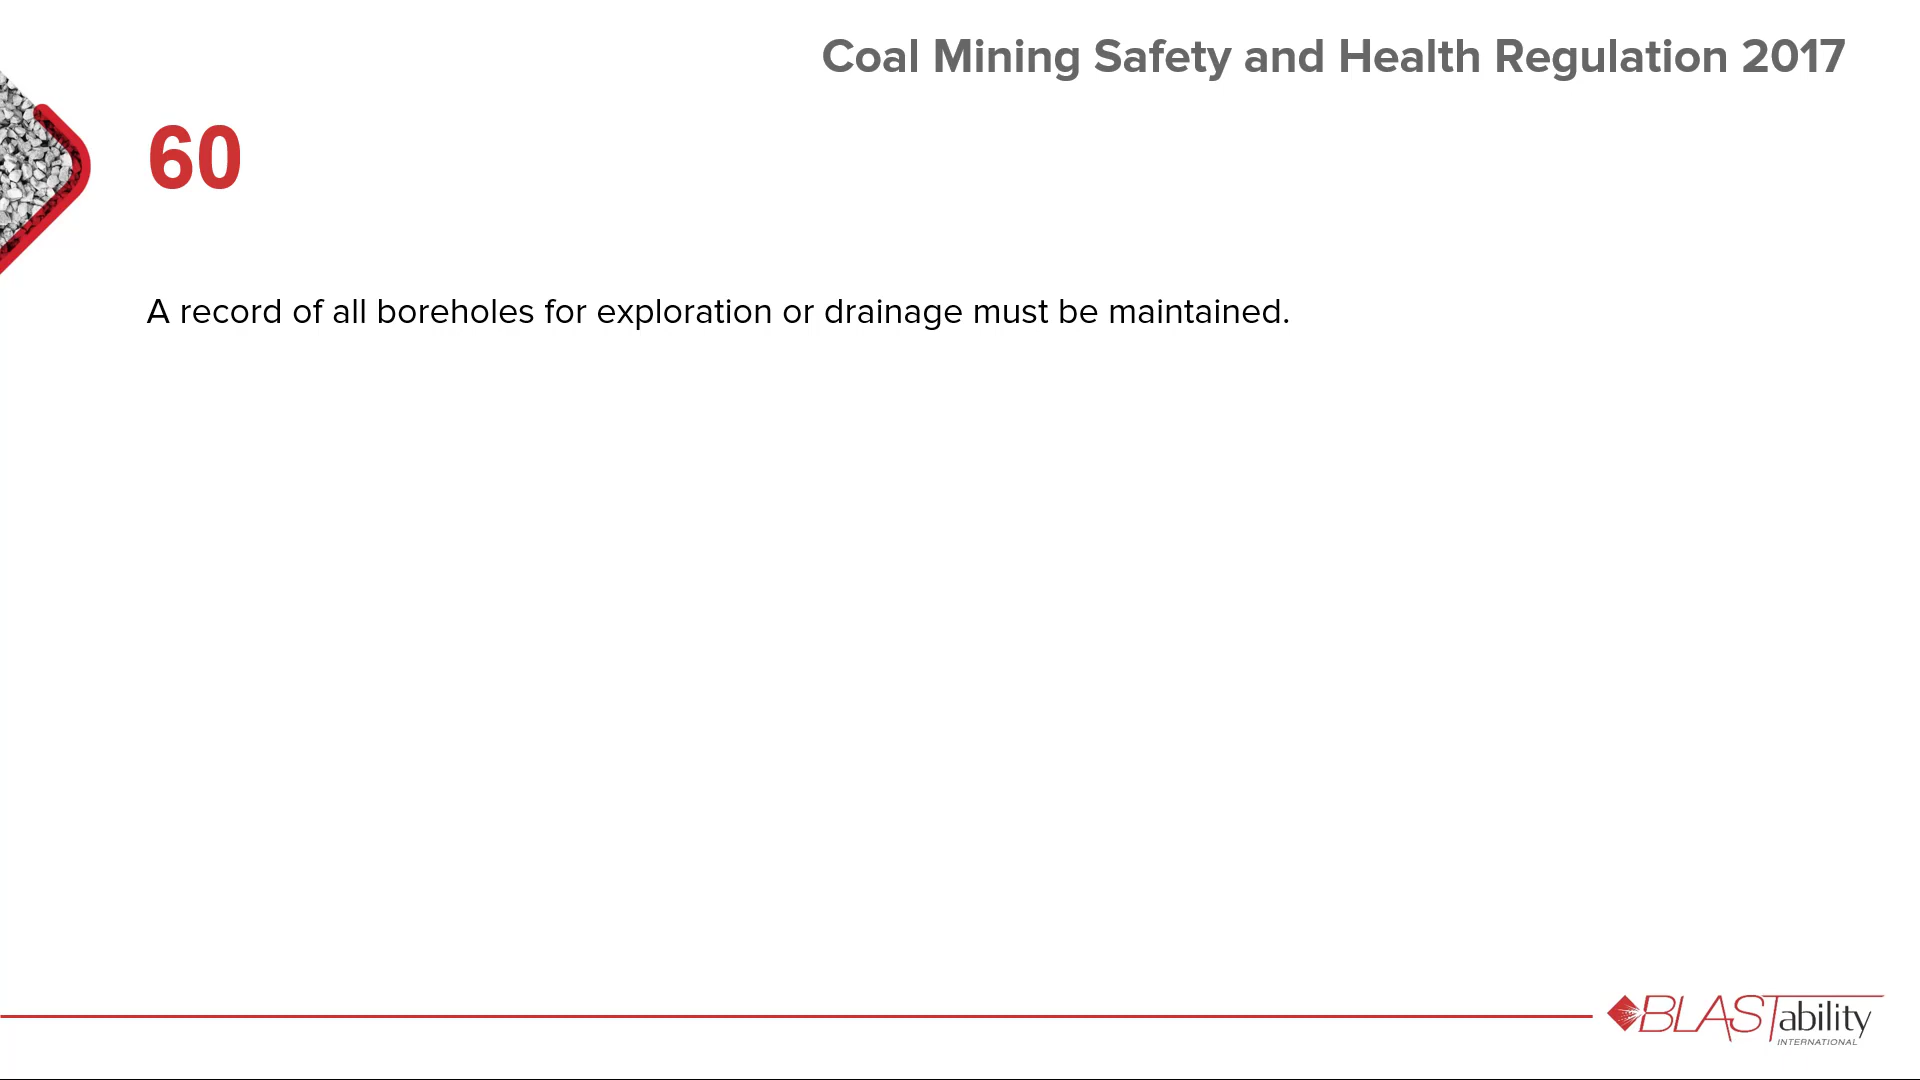 Coal Mining Safety and Health Regulation 2017
60
A record of all boreholes for exploration or drainage must be maintained.
BLASTability
INTERNATIONAL